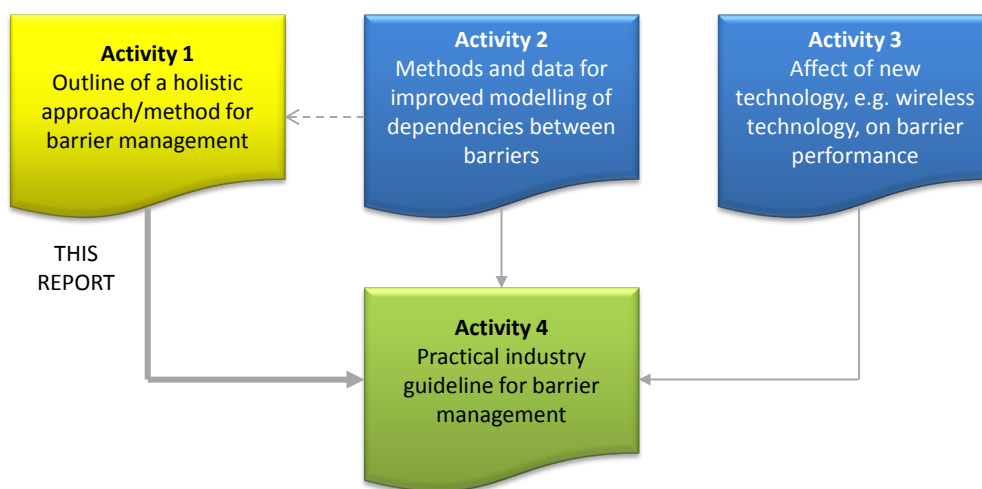 Activity 1
Outline of a holistic
approach/method for
barrier management
Activity 2
Methods and data for
improved modelling of
dependencies between
barriers
Activity 3
Affect of new
technology, e.g. wireless
technology, on barrier
performance
THIS
REPORT
Activity 4
Practical industry
guideline for barrier
management